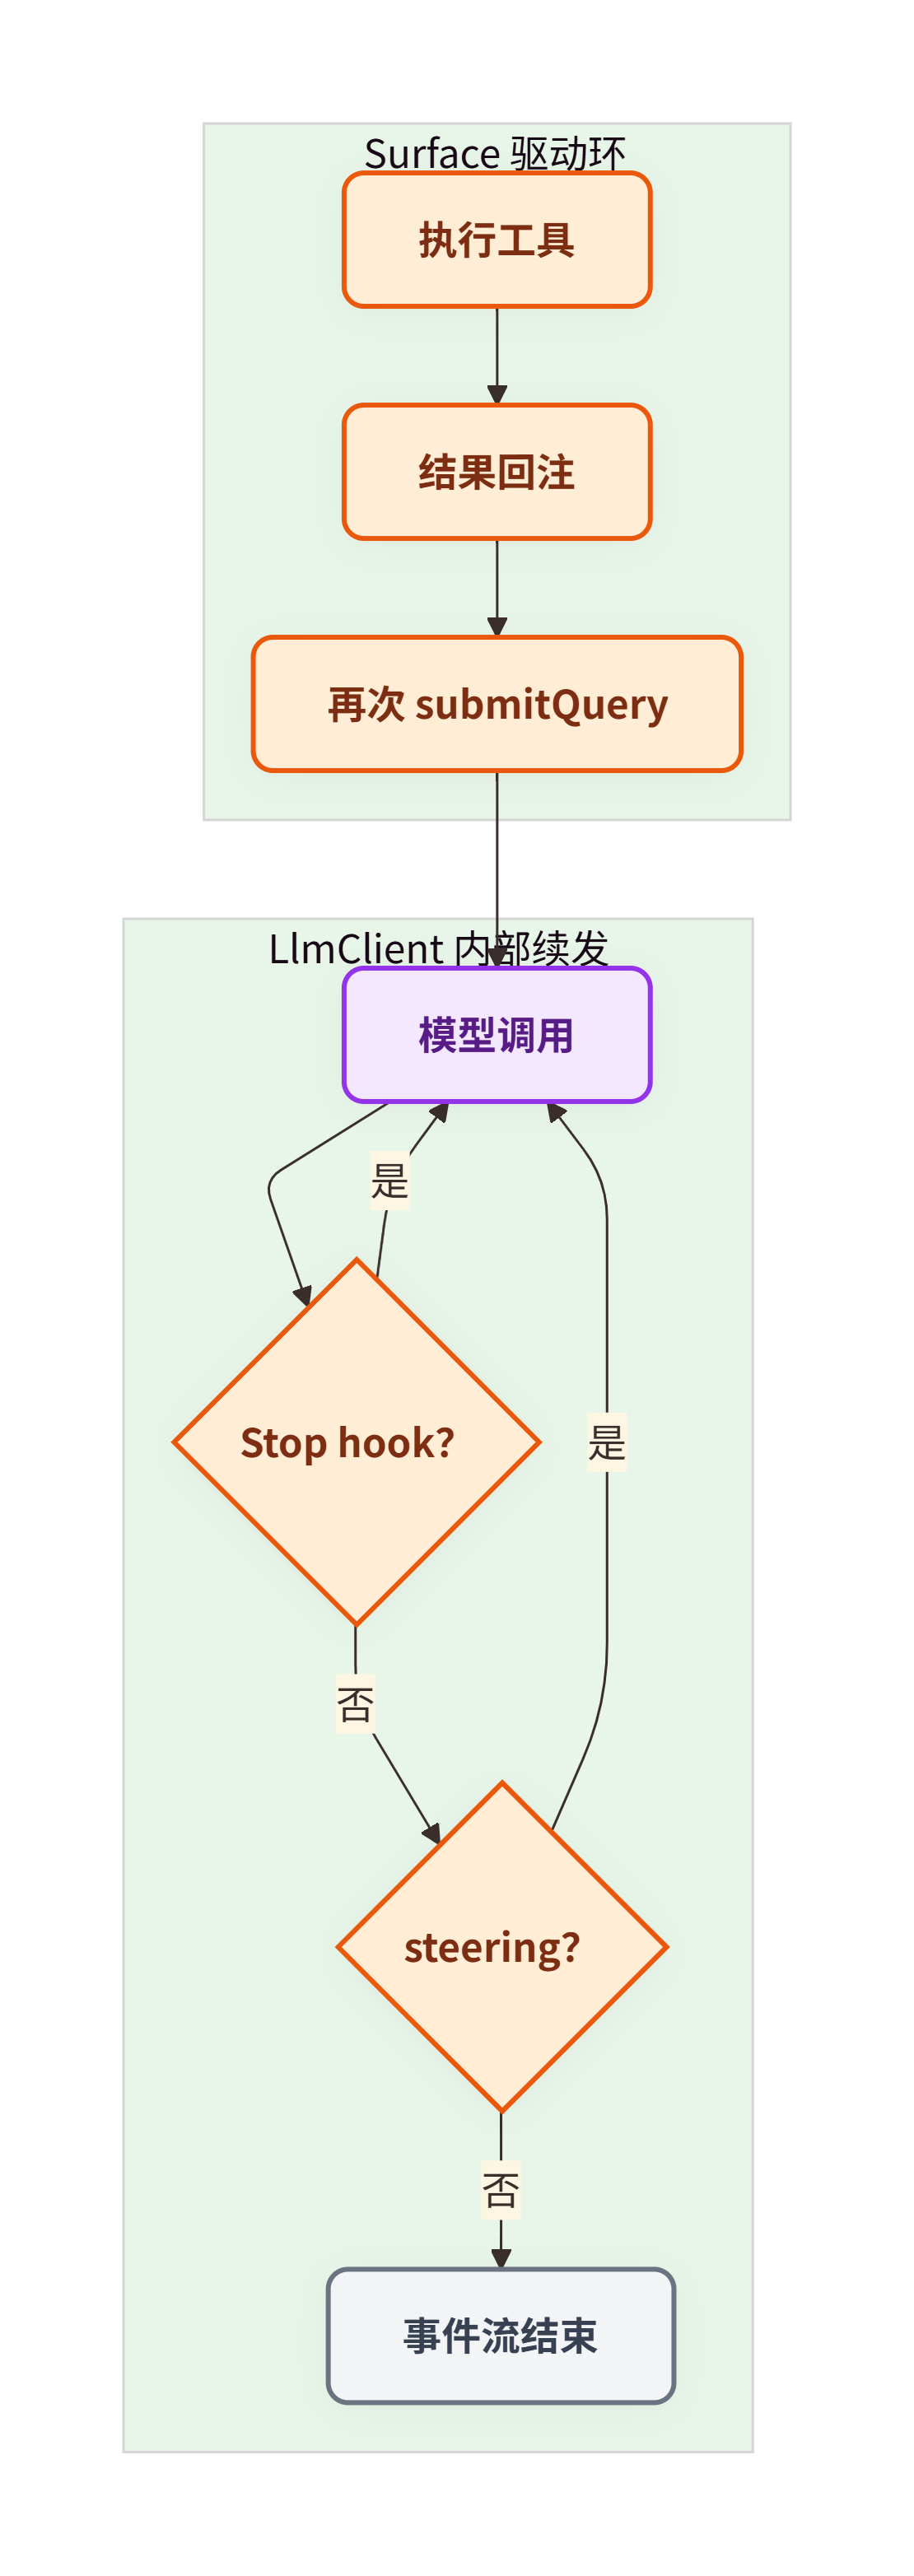 Surface 驱动环
执行工具
结果回注
再次 submitQuery
LlmClient 内部续发
模型调用
是
Stop hook?
是
否
steering?
否
事件流结束